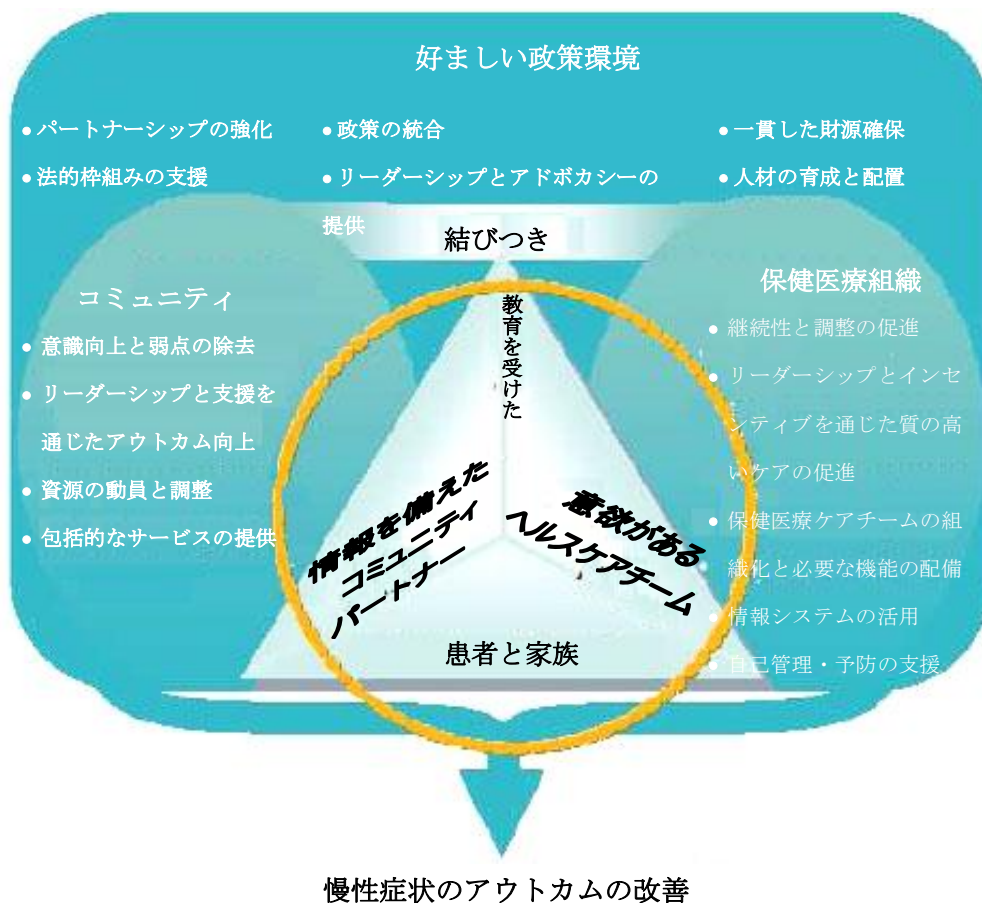 好ましい政策環境
• パートナーシップの強化
• 法的枠組みの支援
• 政策の統合
• リーダーシップとアドボカシーの
提供
• 一貫した財源確保
• 人材の育成と配置
結びつき
コミュニティ
• 意識向上と弱点の除去
• リーダーシップと支援を
通じたアウトカム向上
• 資源の動員と調整
• 包括的なサービスの提供
教育を受けた
情報を備えた
コミュニティ
パートナー
意欲がある
ヘルスケアチーム
患者と家族
保健医療組織
• 継続性と調整の促進
• リーダーシップとインセ
ンティブを通じた質の高
いケアの促進
• 保健医療ケアチームの組
織化と必要な機能の配備
• 情報システムの活用
• 自己管理・予防の支援
慢性症状のアウトカムの改善